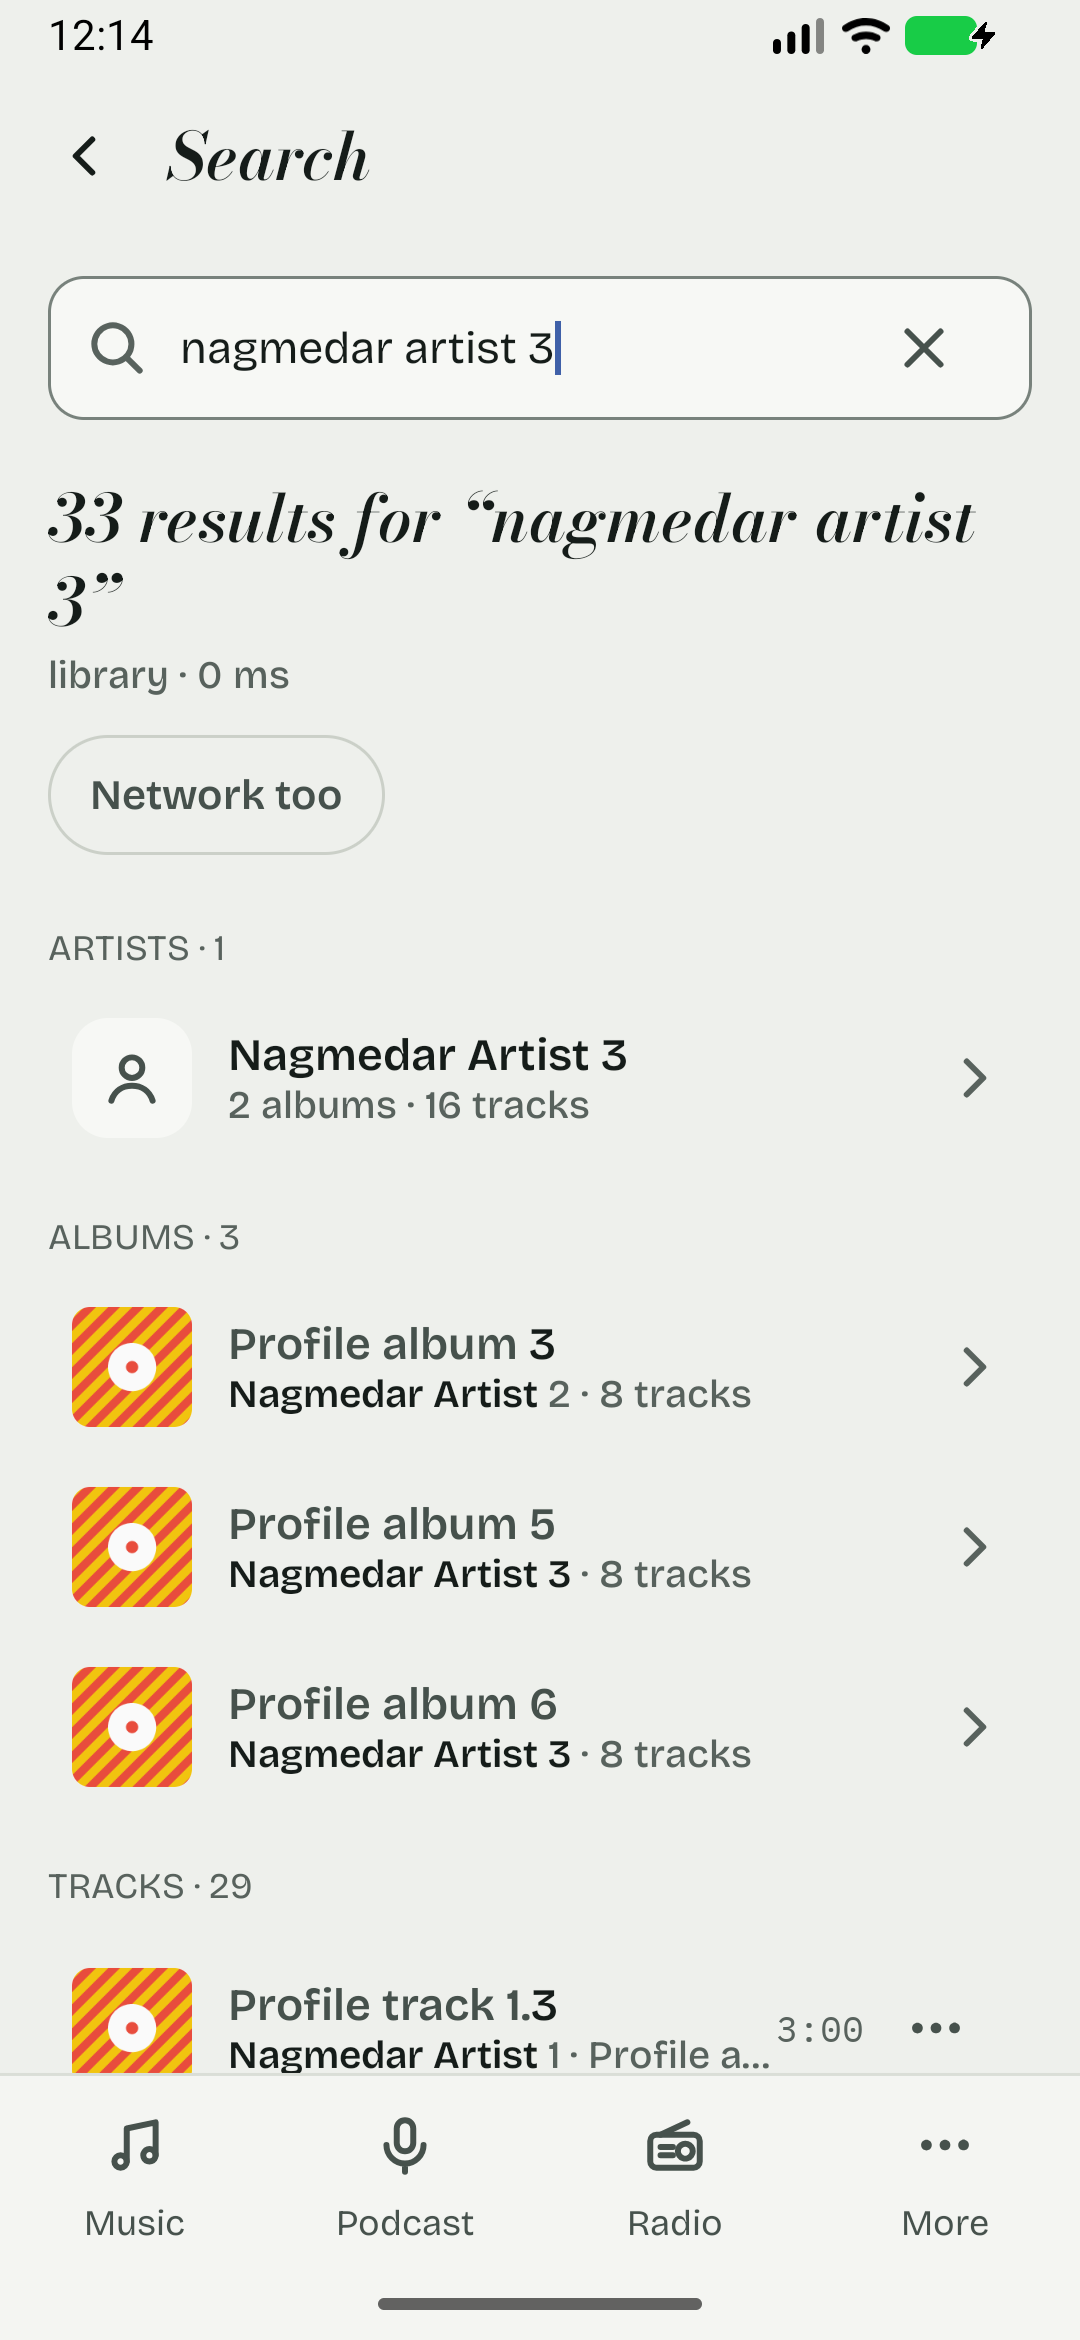 12:14
Search
nagmedar artist 3
33 results for “nagmedar artist
3”
library · 0 ms
Network too
ARTISTS · 1
Nagmedar Artist 3
2 albums · 16 tracks
ALBUMS · 3
Profile album 3
Nagmedar Artist 2 · 8 tracks
Profile album 5
Nagmedar Artist 3 · 8 tracks
Profile album 6
Nagmedar Artist 3 · 8 tracks
TRACKS · 29
Profile track 1.3
Nagmedar Artist 1 · Profile a...
3:00
Music
Podcast
Radio
More